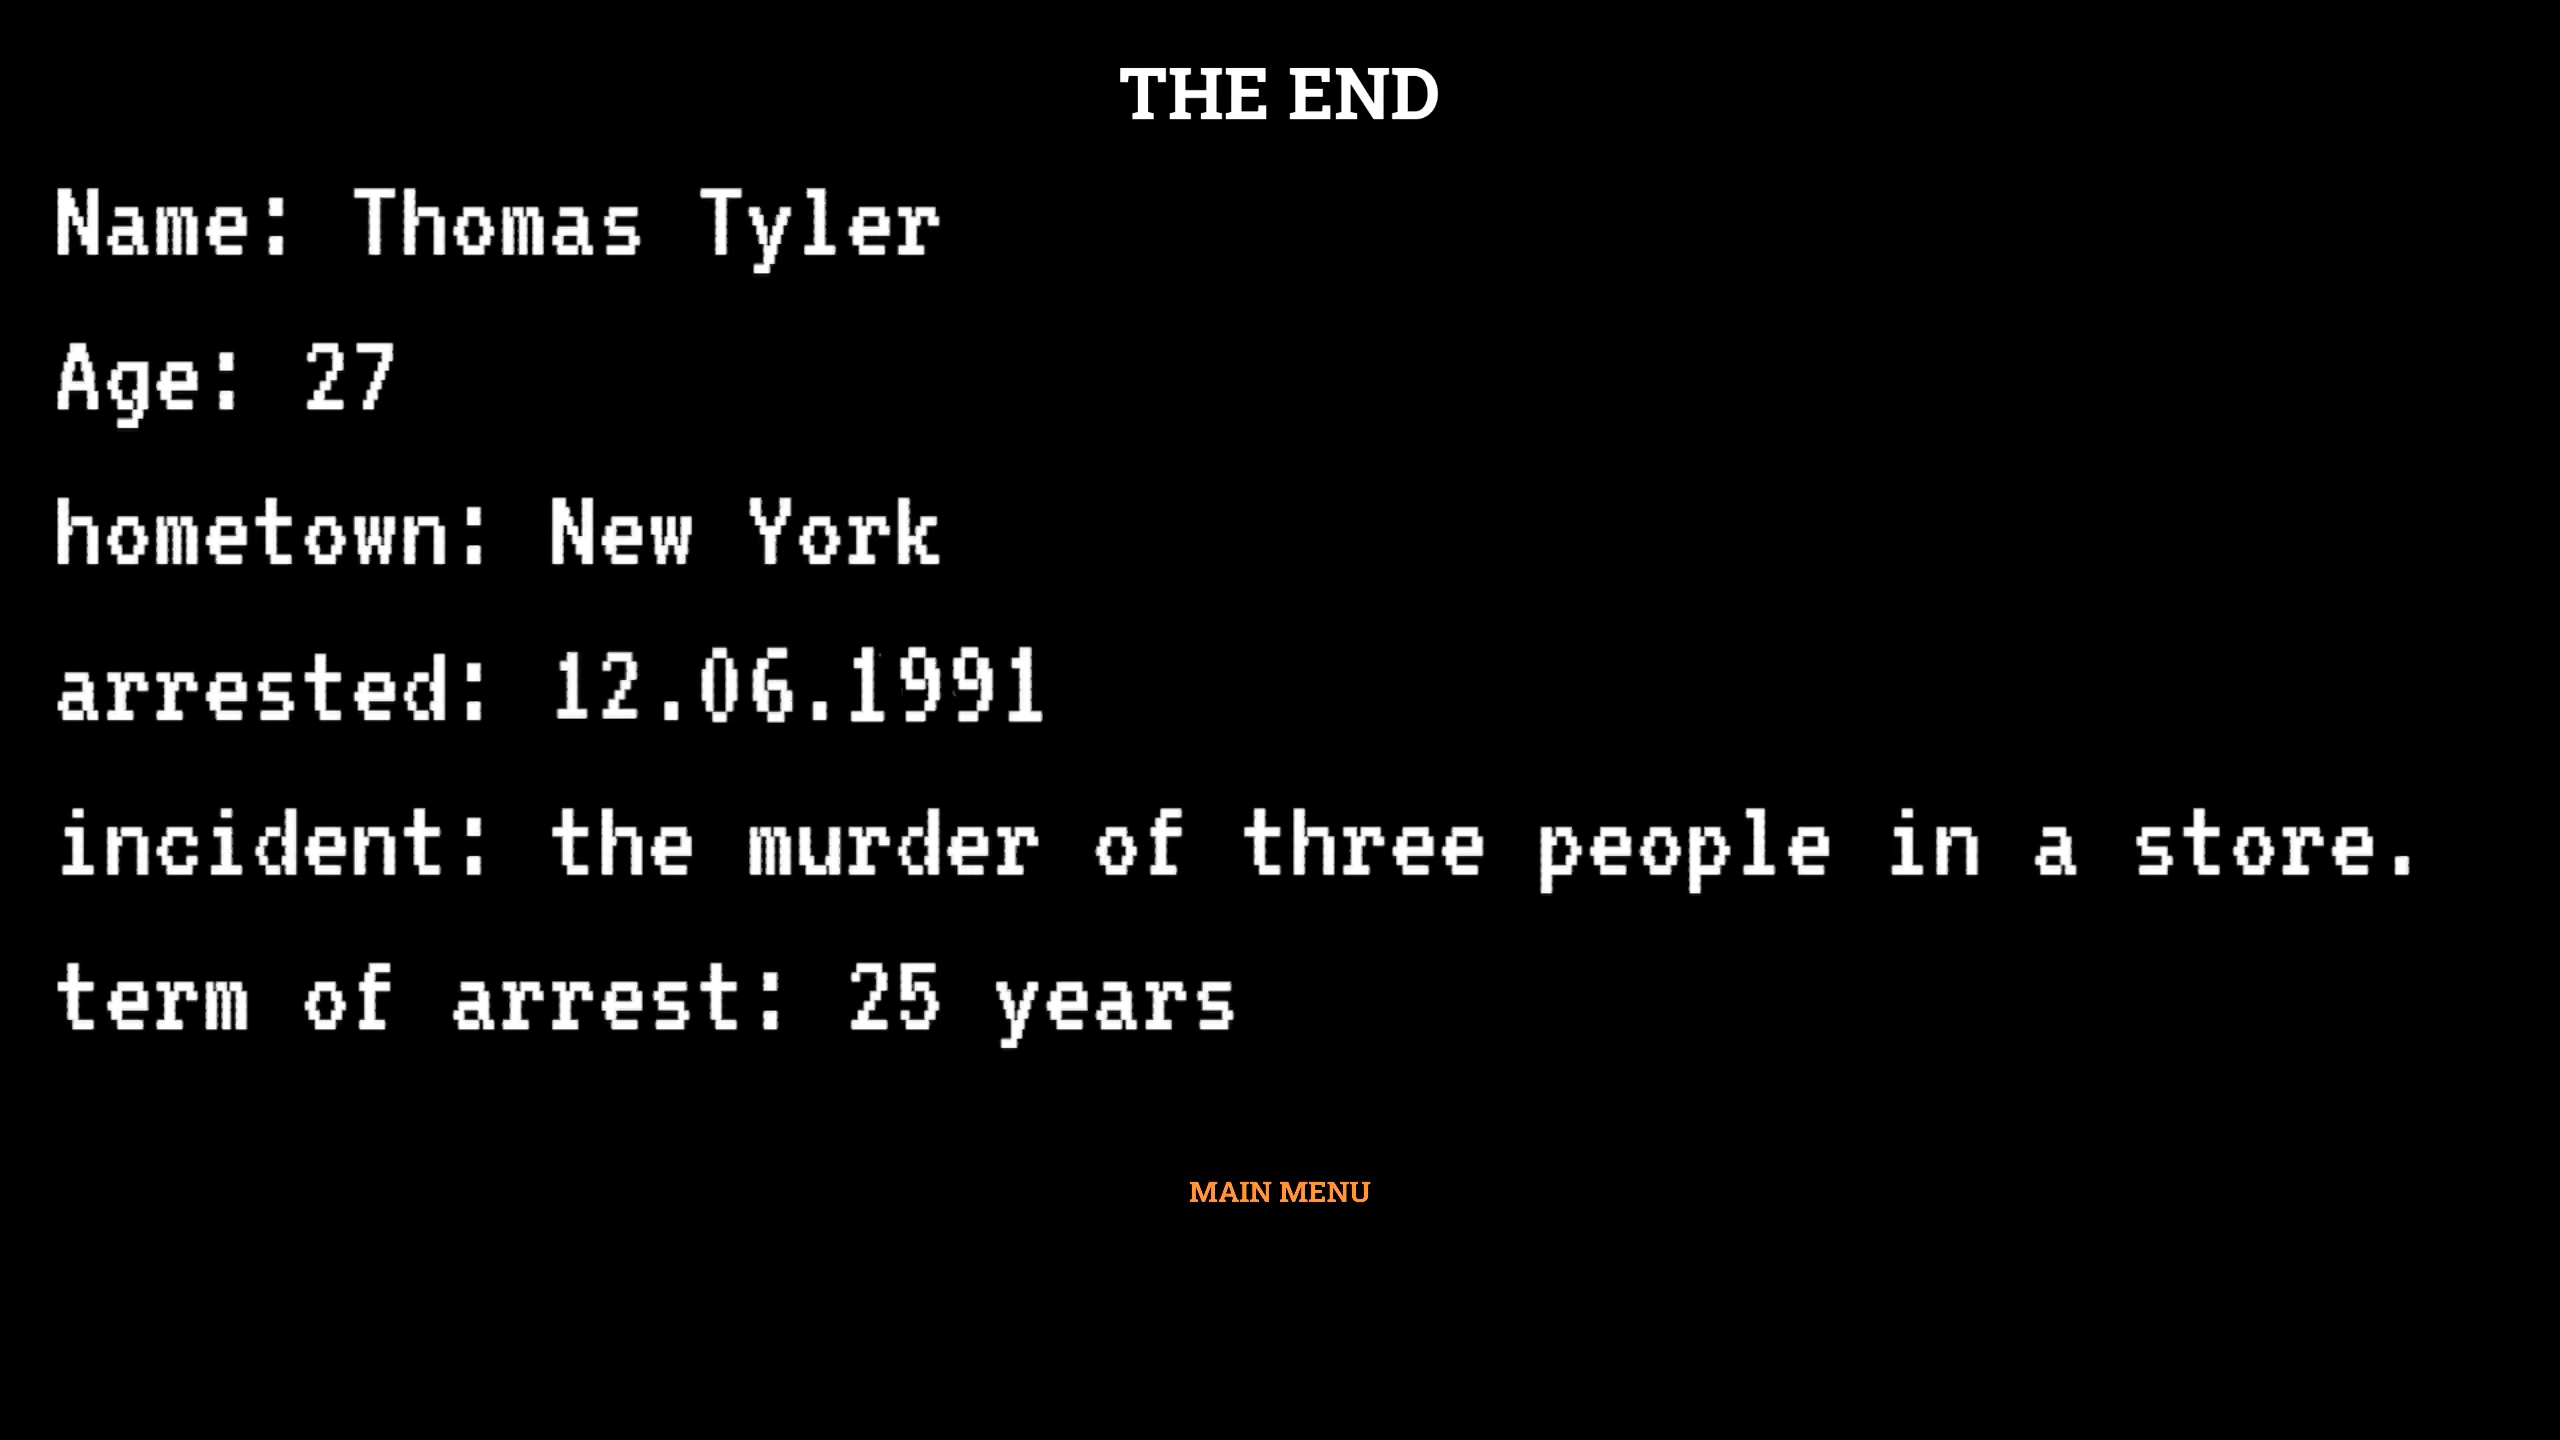 THE END
Name: Thomas Tyler
Age: 27
hometown: New York
arrested: 12.06.1991
incident: the murder of three people in a store.
term of arrest: 25 years
MAIN MENU